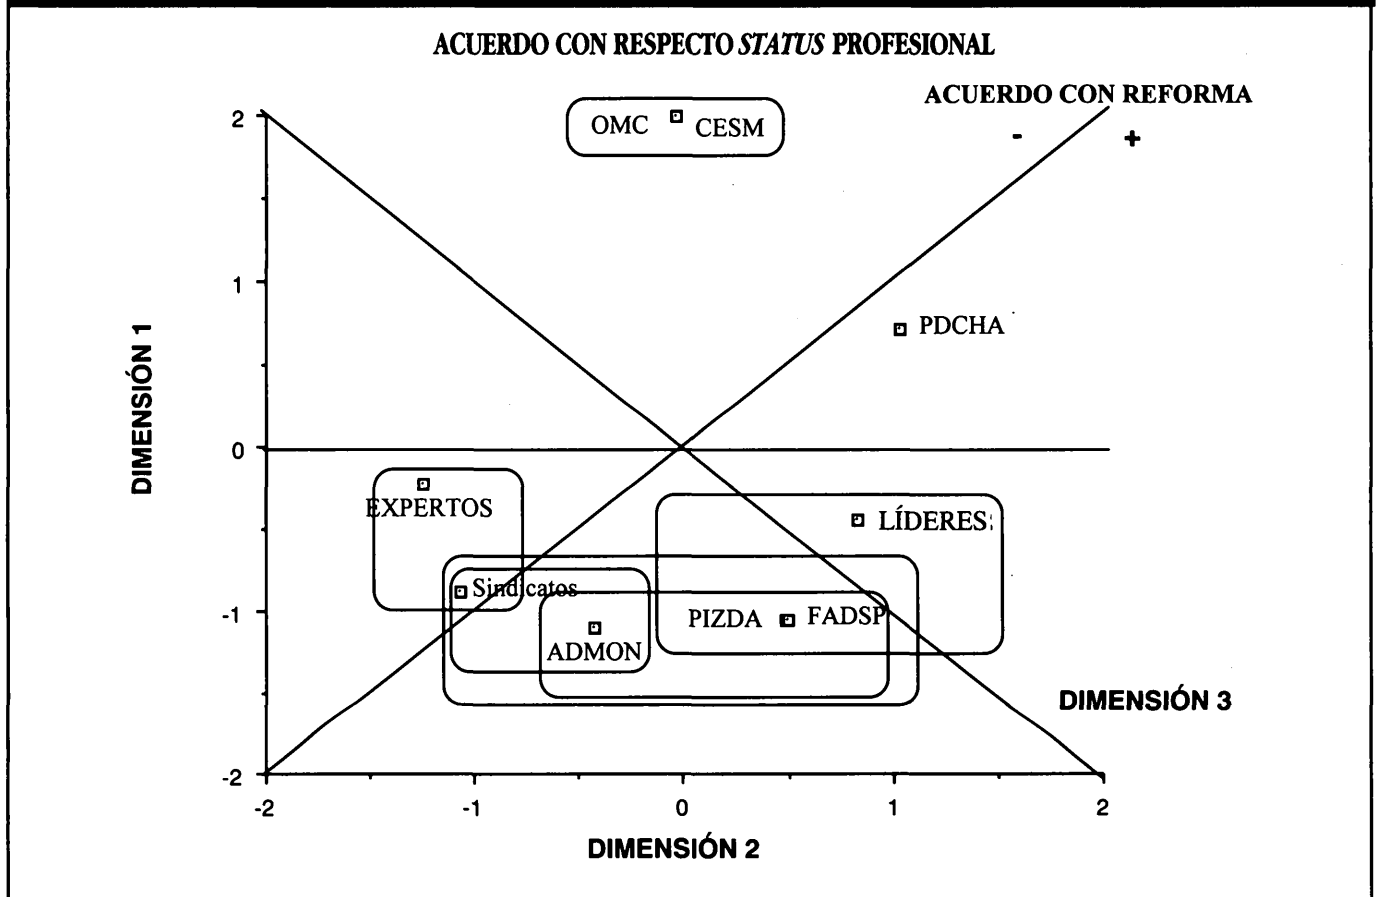 ACUERDO CON RESPECTO STATUS PROFESIONAL
ACUERDO CON REFORMA
- +
2
OMC CESM
1
PDCHA
DIMENSIÓN 1
0
EXPERTOS
LÍDERES
Sindicatos
-1
PIZDA FADSP
ADMON
DIMENSIÓN 3
-2
-2 -1 0 1 2
DIMENSIÓN 2